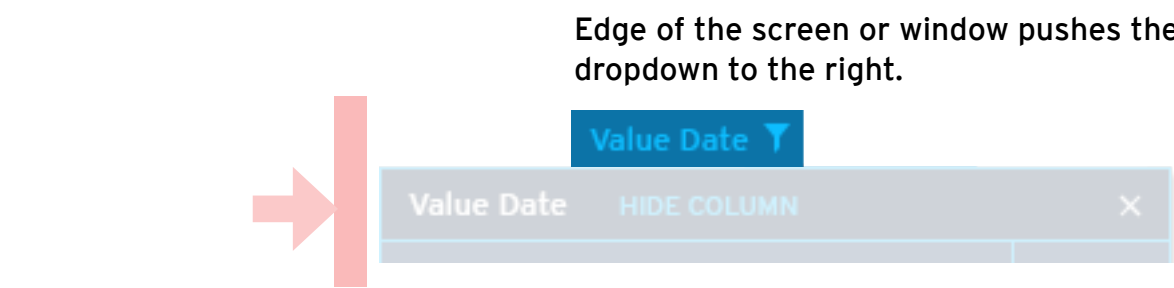 Edge of the screen or window pushes the
dropdown to the right.
Value Date
Value Date HIDE COLUMN